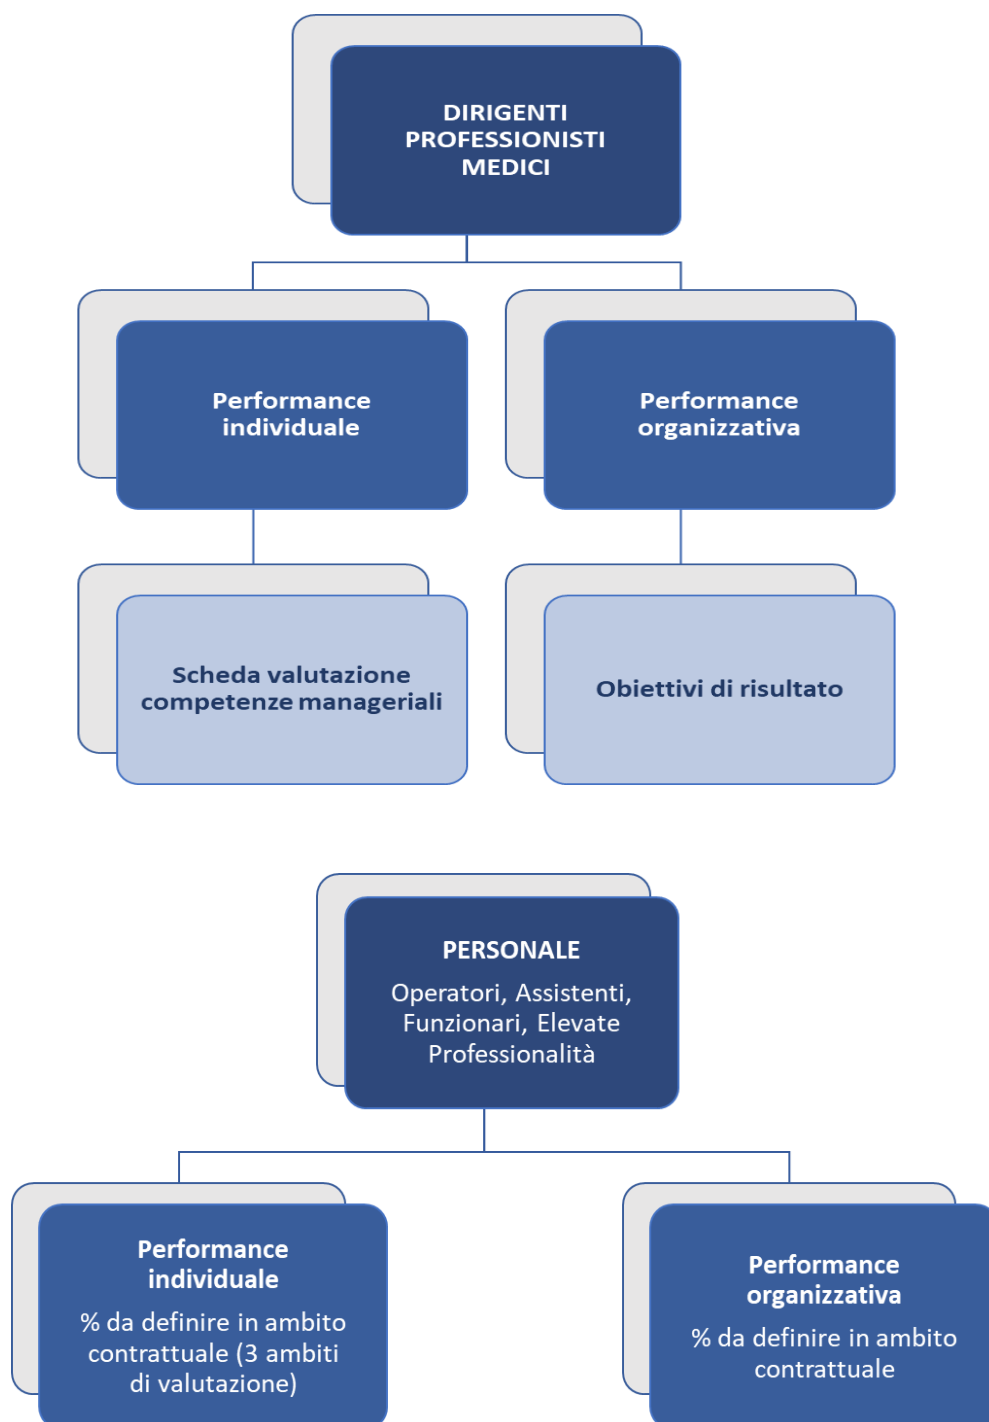 DIRIGENTI
PROFESSIONISTI
MEDICI
Performance
individuale
Performance
organizzativa
Scheda valutazione
competenze manageriali
Obiettivi di risultato
PERSONALE
Operatori, Assistenti,
Funzionari, Elevate
Professionalità
Performance
individuale
% da definire in ambito
contrattuale (3 ambiti
di valutazione)
Performance
organizzativa
% da definire in ambito
contrattuale